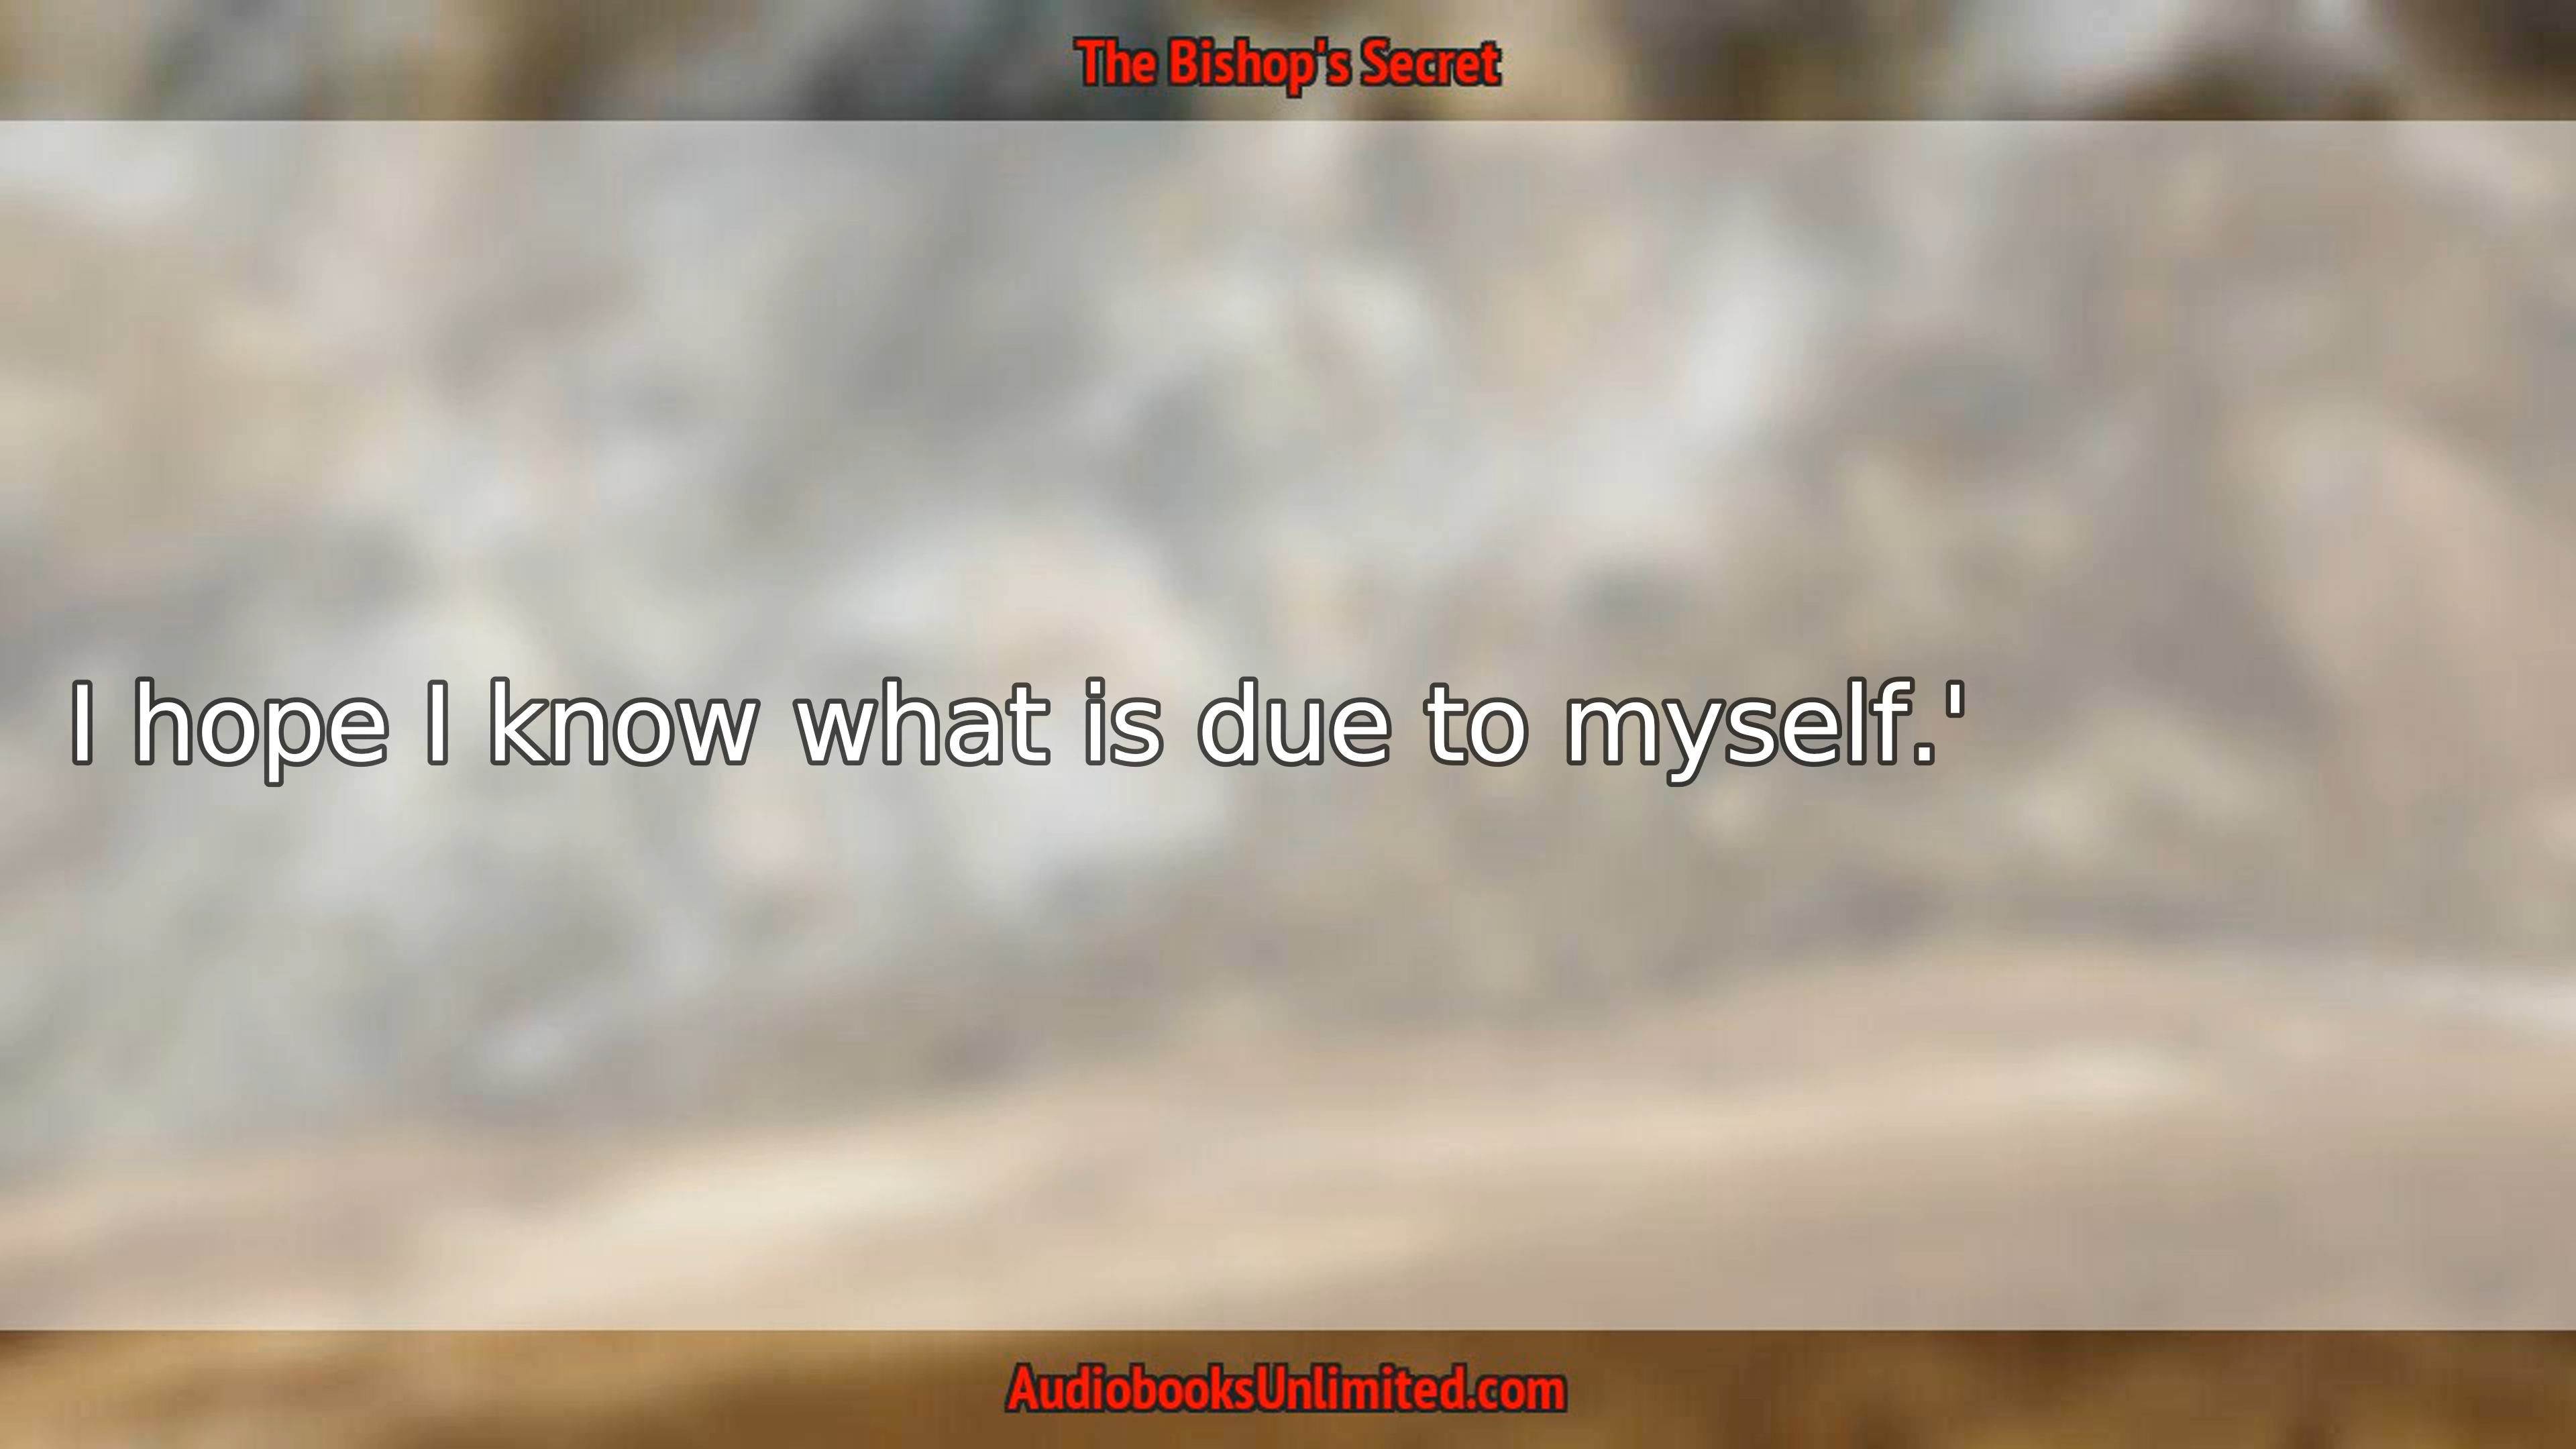 The Bishop's Secret
I hope I know what is due to myself.'
AudiobooksUnlimited.com